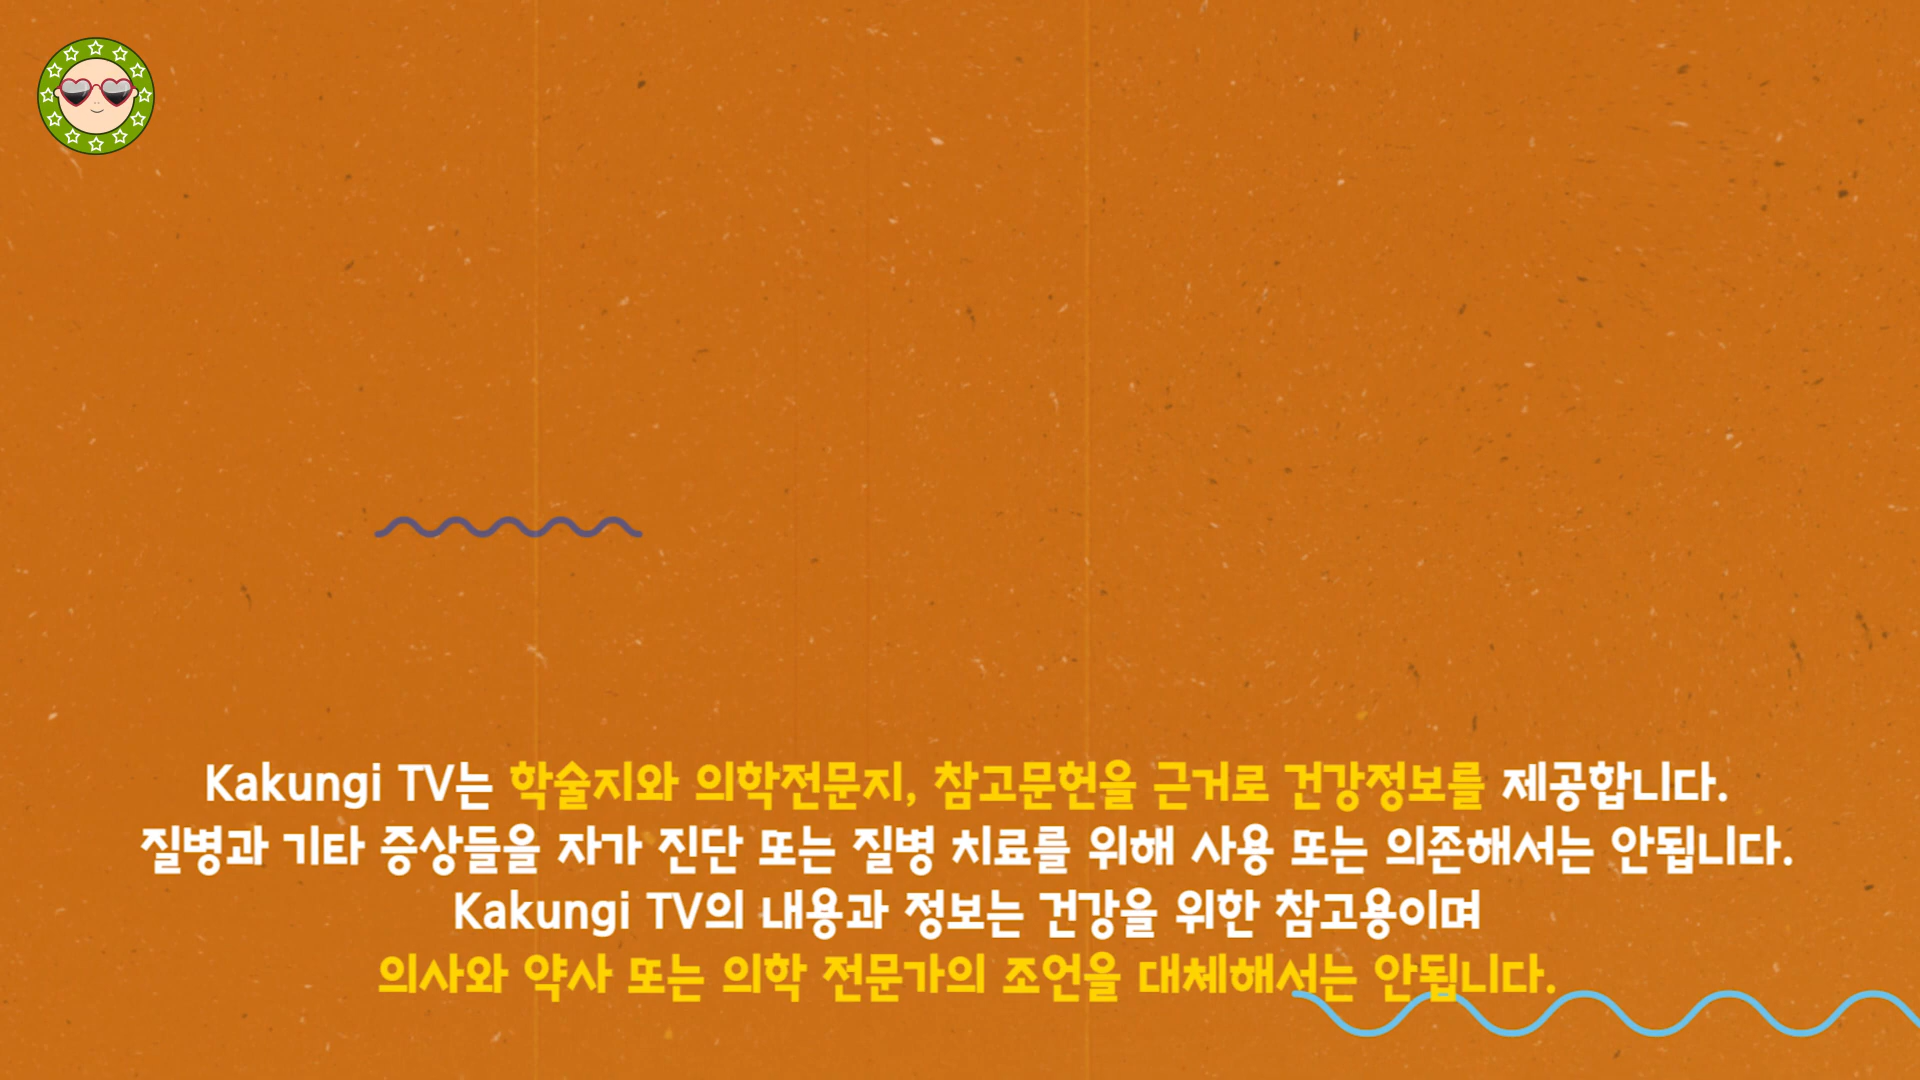 Kakungi TV는 학술지와 의학전문지, 참고문헌을 근거로 건강정보를 제공합니다.
질병과 기타 증상들을 자가 진단 또는 질병 치료를 위해 사용 또는 의존해서는 안됩니다.
Kakungi TV의 내용과 정보는 건강을 위한 참고용이며
의사와 약사 또는 의학 전문가의 조언을 대체해서는 안됩니다.